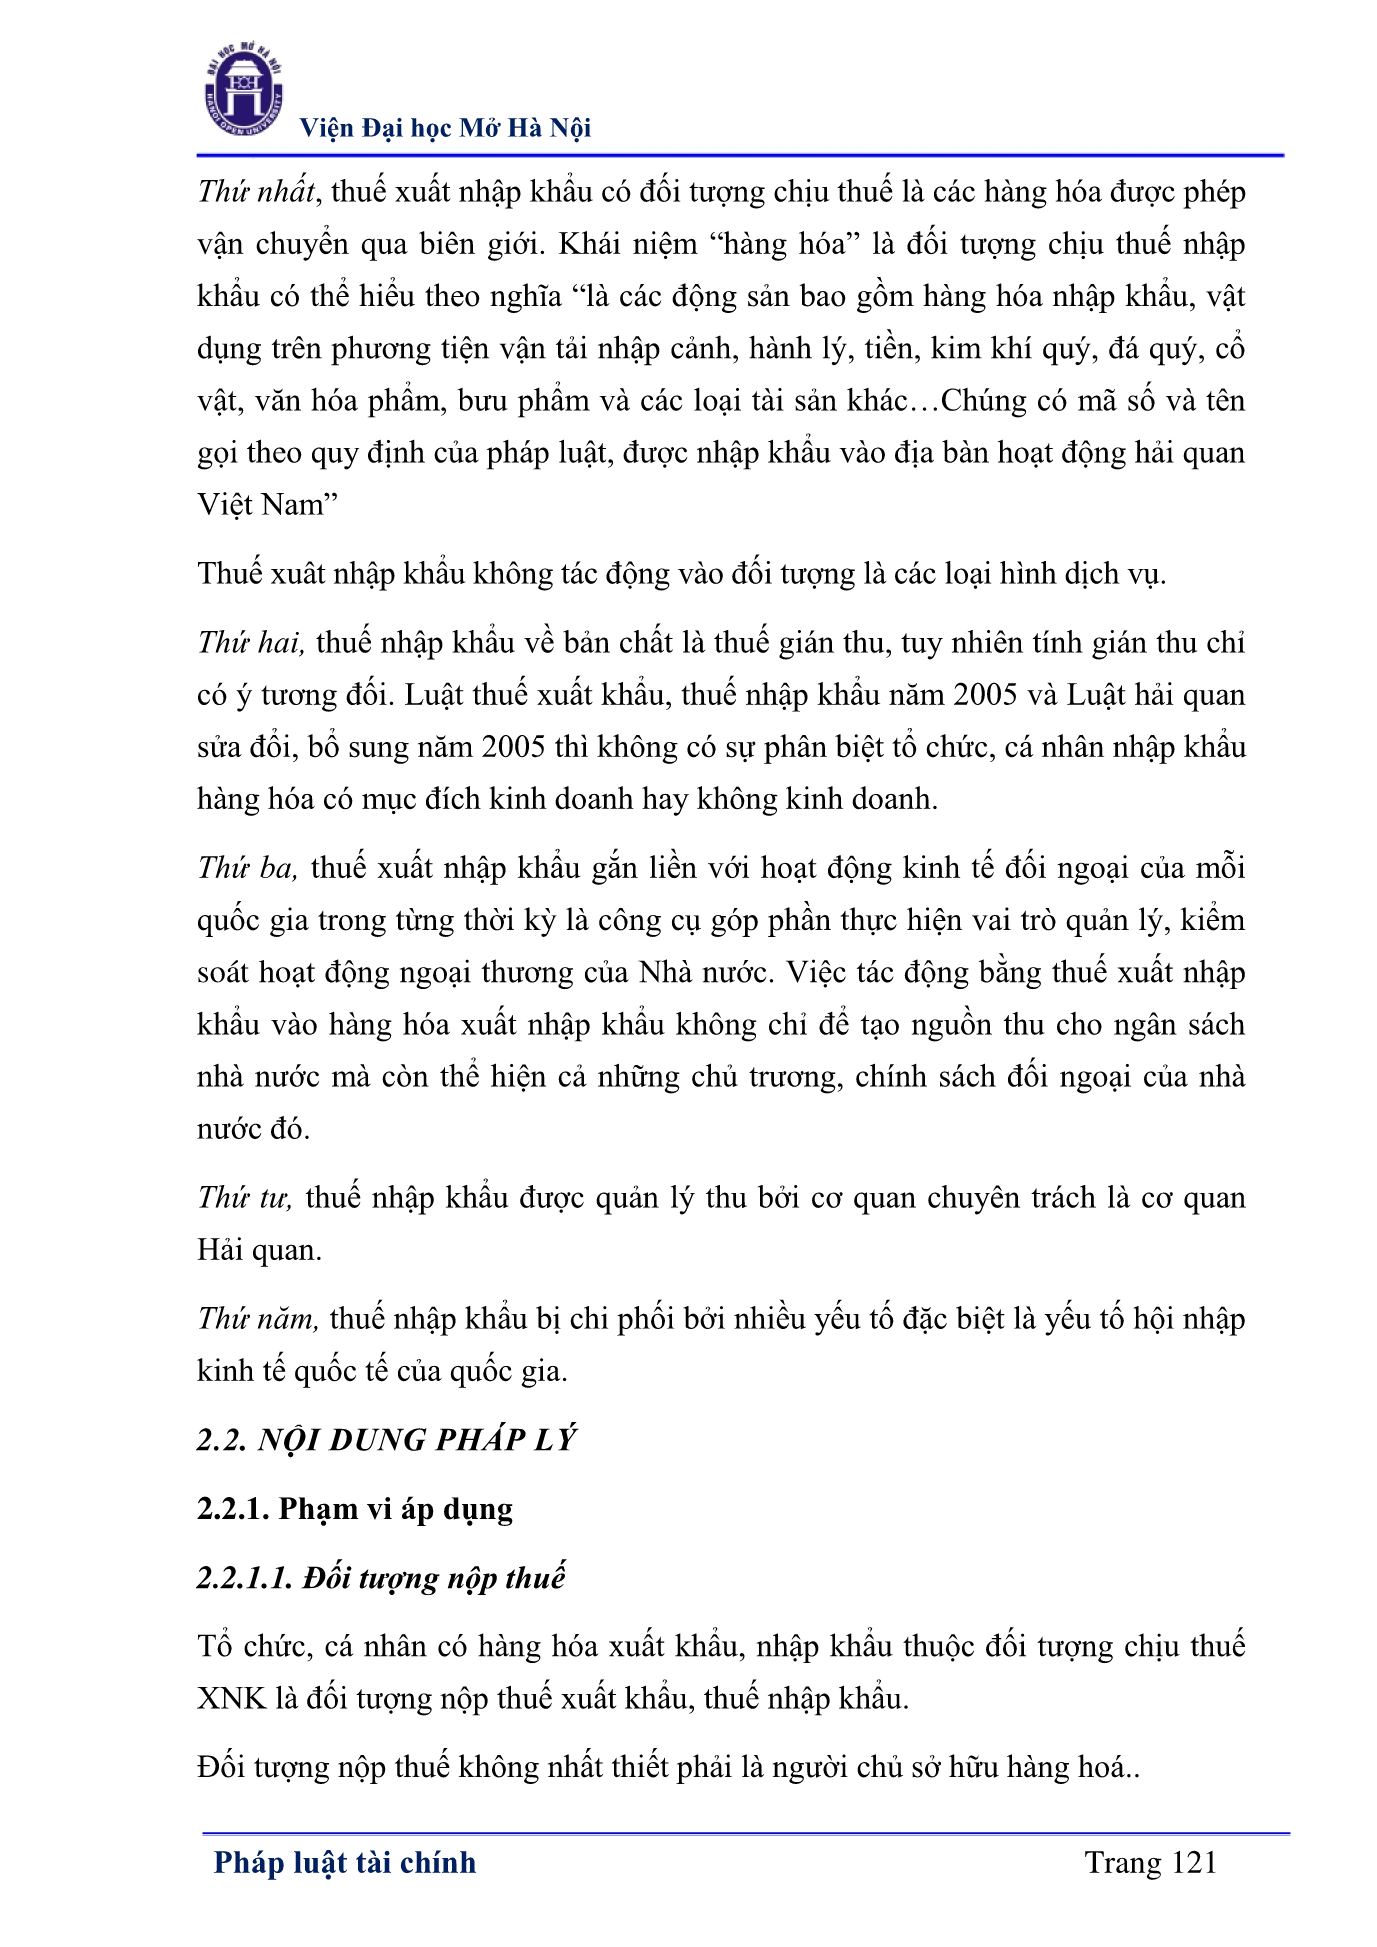 ĐẠI HỌC MỞ HÀ NỘI
HANOI OPEN UNIVERSITY
Viện Đại học Mở Hà Nội
Thứ nhất, thuế xuất nhập khẩu có đối tượng chịu thuế là các hàng hóa được phép
vận chuyển qua biên giới. Khái niệm “hàng hóa” là đối tượng chịu thuế nhập
khẩu có thể hiểu theo nghĩa “là các động sản bao gồm hàng hóa nhập khẩu, vật
dụng trên phương tiện vận tải nhập cảnh, hành lý, tiền, kim khí quý, đá quý, cổ
vật, văn hóa phẩm, bưu phẩm và các loại tài sản khác…Chúng có mã số và tên
gọi theo quy định của pháp luật, được nhập khẩu vào địa bàn hoạt động hải quan
Việt Nam”
Thuế xuât nhập khẩu không tác động vào đối tượng là các loại hình dịch vụ.
Thứ hai, thuế nhập khẩu về bản chất là thuế gián thu, tuy nhiên tính gián thu chỉ
có ý tương đối. Luật thuế xuất khẩu, thuế nhập khẩu năm 2005 và Luật hải quan
sửa đổi, bổ sung năm 2005 thì không có sự phân biệt tổ chức, cá nhân nhập khẩu
hàng hóa có mục đích kinh doanh hay không kinh doanh.
Thứ ba, thuế xuất nhập khẩu gắn liền với hoạt động kinh tế đối ngoại của mỗi
quốc gia trong từng thời kỳ là công cụ góp phần thực hiện vai trò quản lý, kiểm
soát hoạt động ngoại thương của Nhà nước. Việc tác động bằng thuế xuất nhập
khẩu vào hàng hóa xuất nhập khẩu không chỉ để tạo nguồn thu cho ngân sách
nhà nước mà còn thể hiện cả những chủ trương, chính sách đối ngoại của nhà
nước đó.
Thứ tư, thuế nhập khẩu được quản lý thu bởi cơ quan chuyên trách là cơ quan
Hải quan.
Thứ năm, thuế nhập khẩu bị chi phối bởi nhiều yếu tố đặc biệt là yếu tố hội nhập
kinh tế quốc tế của quốc gia.
2.2. NỘI DUNG PHÁP LÝ
2.2.1. Phạm vi áp dụng
2.2.1.1. Đối tượng nộp thuế
Tổ chức, cá nhân có hàng hóa xuất khẩu, nhập khẩu thuộc đối tượng chịu thuế
XNK là đối tượng nộp thuế xuất khẩu, thuế nhập khẩu.
Đối tượng nộp thuế không nhất thiết phải là người chủ sở hữu hàng hoá..
Pháp luật tài chính Trang 121